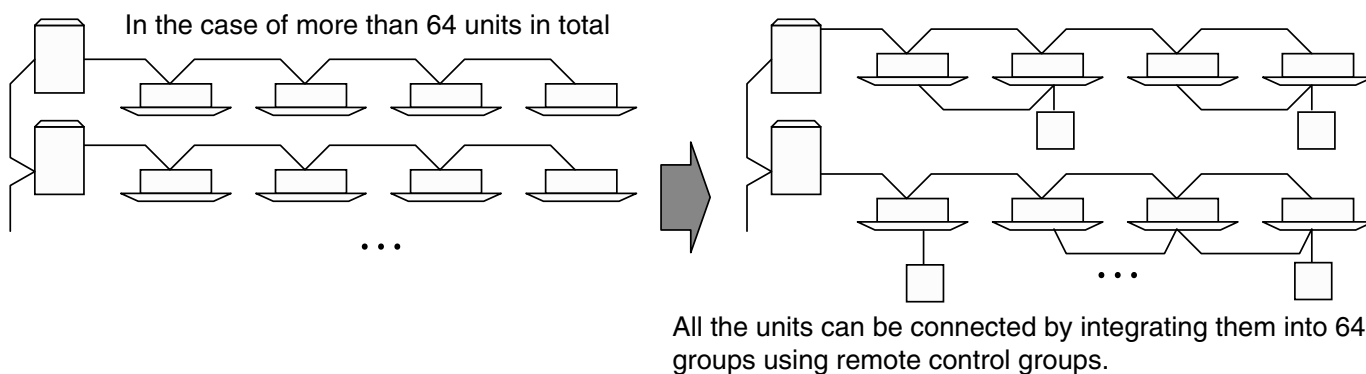 In the case of more than 64 units in total
All the units can be connected by integrating them into 64
groups using remote control groups.